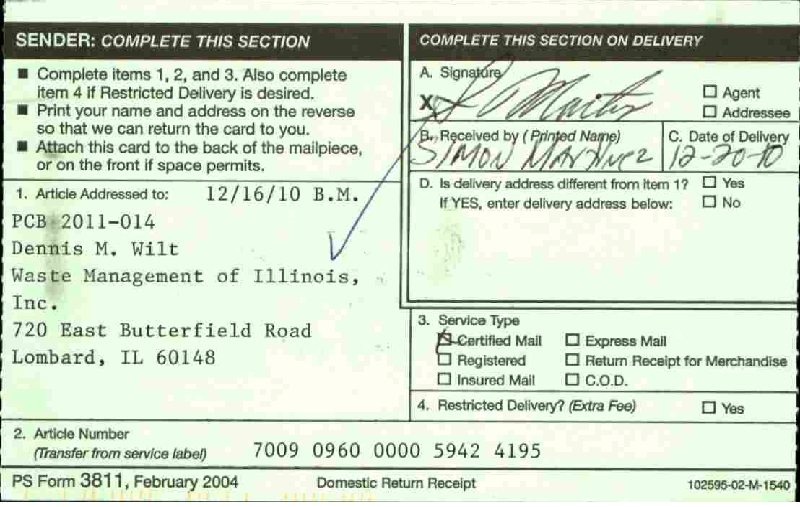 SENDER: COMPLETE THIS SECTION
■ Complete items 1, 2, and 3. Also complete
item 4 if Restricted Delivery is desired.
■ Print your name and address on the reverse
so that we can return the card to you.
■ Attach this card to the back of the mailpiece,
or on the front if space permits.
1. Article Addressed to: 12/16/10 B.M.
PCB 2011-014
Dennis M. Wilt
Waste Management of Illinois,
Inc.
720 East Butterfield Road
Lombard, IL 60148
2. Article Number
(Transfer from service label) 7009 0960 0000 5942 4195
COMPLETE THIS SECTION ON DELIVERY
A. Signature
X
☐ Agent
☐ Addressee
B. Received by (Printed Name)
SIMON MARTINEZ
C. Date of Delivery
12-20-10
D. Is delivery address different from item 1? ☐ Yes
If YES, enter delivery address below: ☐ No
3. Service Type
☒ Certified Mail ☐ Express Mail
☐ Registered ☐ Return Receipt for Merchandise
☐ Insured Mail ☐ C.O.D.
4. Restricted Delivery? (Extra Fee) ☐ Yes
PS Form 3811, February 2004 Domestic Return Receipt 102595-02-M-1540